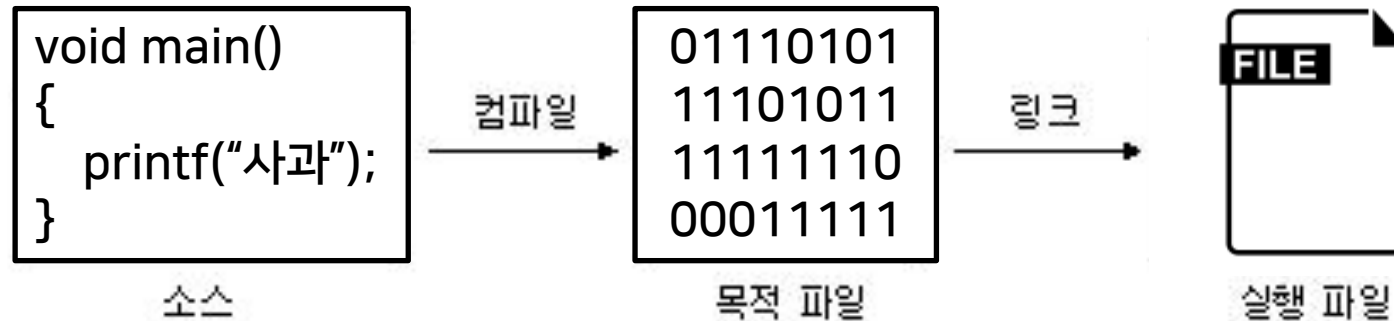 void main()
{
printf(“사과”);
}
컴파일
01110101
11101011
11111110
00011111
링크
FILE
소스
목적 파일
실행 파일